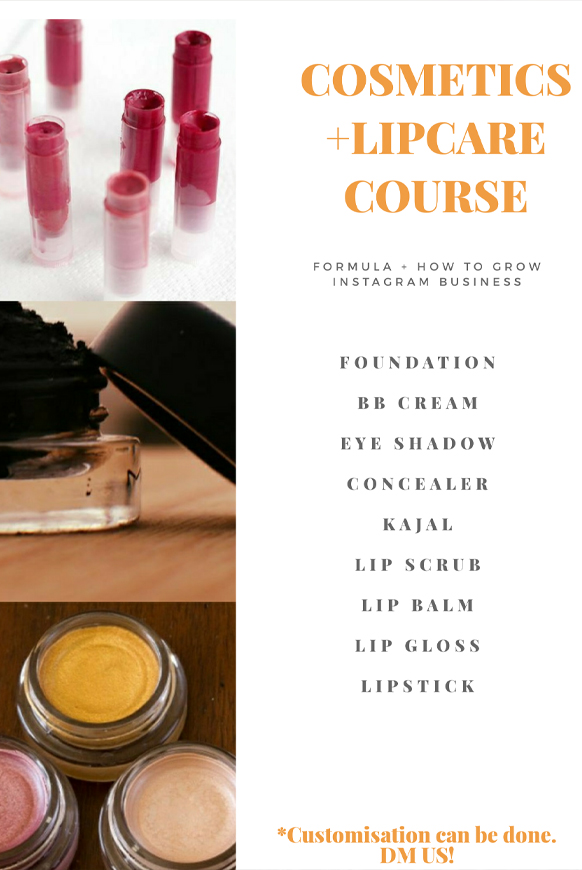 COSMETICS
+LIPCARE
COURSE
FORMULA + HOW TO GROW
INSTAGRAM BUSINESS
FOUNDATION
BB CREAM
EYE SHADOW
CONCEALER
KAJAL
LIP SCRUB
LIP BALM
LIP GLOSS
LIPSTICK
*Customisation can be done.
DM US!